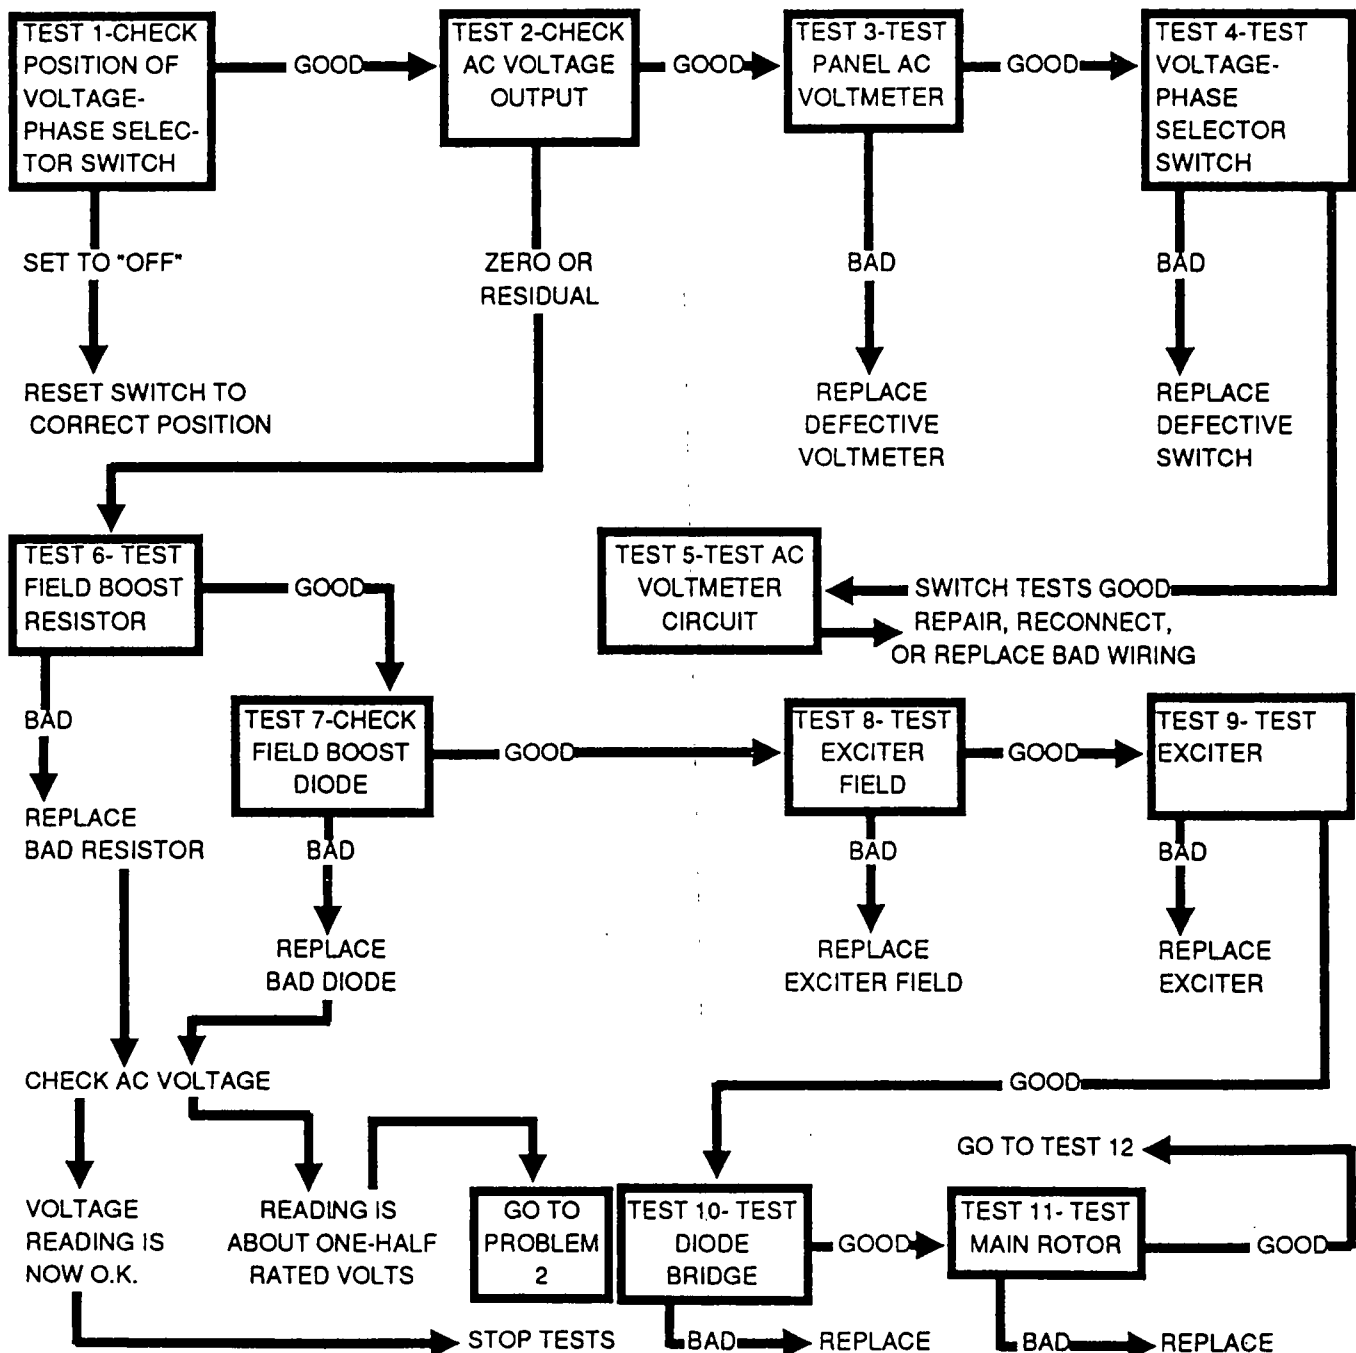 TEST 1-CHECK
POSITION OF
VOLTAGE-
PHASE SELEC-
TOR SWITCH
GOOD
TEST 2-CHECK
AC VOLTAGE
OUTPUT
GOOD
TEST 3-TEST
PANEL AC
VOLTMETER
GOOD
TEST 4-TEST
VOLTAGE-
PHASE
SELECTOR
SWITCH
SET TO "OFF"
RESET SWITCH TO
CORRECT POSITION
ZERO OR
RESIDUAL
BAD
REPLACE
DEFECTIVE
VOLTMETER
BAD
REPLACE
DEFECTIVE
SWITCH
TEST 5-TEST AC
VOLTMETER
CIRCUIT
SWITCH TESTS GOOD
REPAIR, RECONNECT,
OR REPLACE BAD WIRING
TEST 6- TEST
FIELD BOOST
RESISTOR
GOOD
BAD
REPLACE
BAD RESISTOR
TEST 7-CHECK
FIELD BOOST
DIODE
GOOD
BAD
REPLACE
BAD DIODE
TEST 8- TEST
EXCITER
FIELD
GOOD
BAD
REPLACE
EXCITER FIELD
TEST 9- TEST
EXCITER
BAD
REPLACE
EXCITER
GOOD
CHECK AC VOLTAGE
VOLTAGE
READING IS
NOW O.K.
READING IS
ABOUT ONE-HALF
RATED VOLTS
GO TO
PROBLEM
2
STOP TESTS
TEST 10- TEST
DIODE
BRIDGE
GOOD
BAD
REPLACE
TEST 11- TEST
MAIN ROTOR
GOOD
GO TO TEST 12
BAD
REPLACE